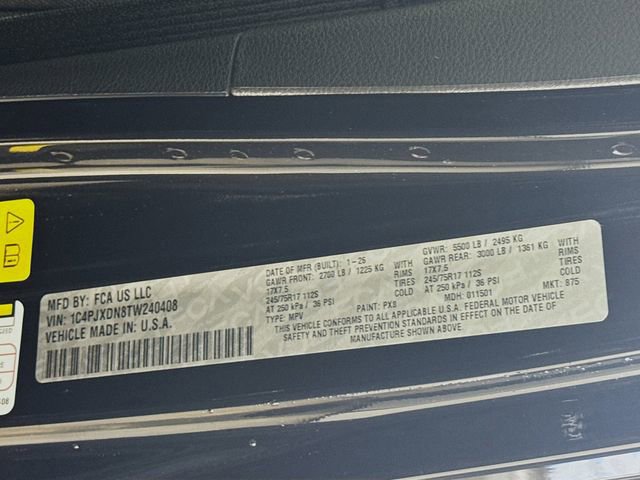 MFD BY: FCA US LLC
VIN: 1C4PJXDN8TW240408
VEHICLE MADE IN U.S.A.
DATE OF MFR (BUILT): 1-26 GVWR: 5500 LB / 2495 KG
GAWR FRONT: 2700 LB / 1225 KG GAWR REAR: 3000 LB / 1361 KG
17X7.5 RIMS 17X7.5 RIMS
245/75R17 112S TIRES 245/75R17 112S TIRES
AT 250 kPa / 36 PSI COLD AT 250 kPa / 36 PSI COLD
TYPE: MPV PAINT: PX8 MDH: 011501 MKT: 875
THIS VEHICLE CONFORMS TO ALL APPLICABLE U.S.A. FEDERAL MOTOR VEHICLE
SAFETY AND THEFT PREVENTION STANDARDS IN EFFECT ON THE DATE OF
MANUFACTURE SHOWN ABOVE.